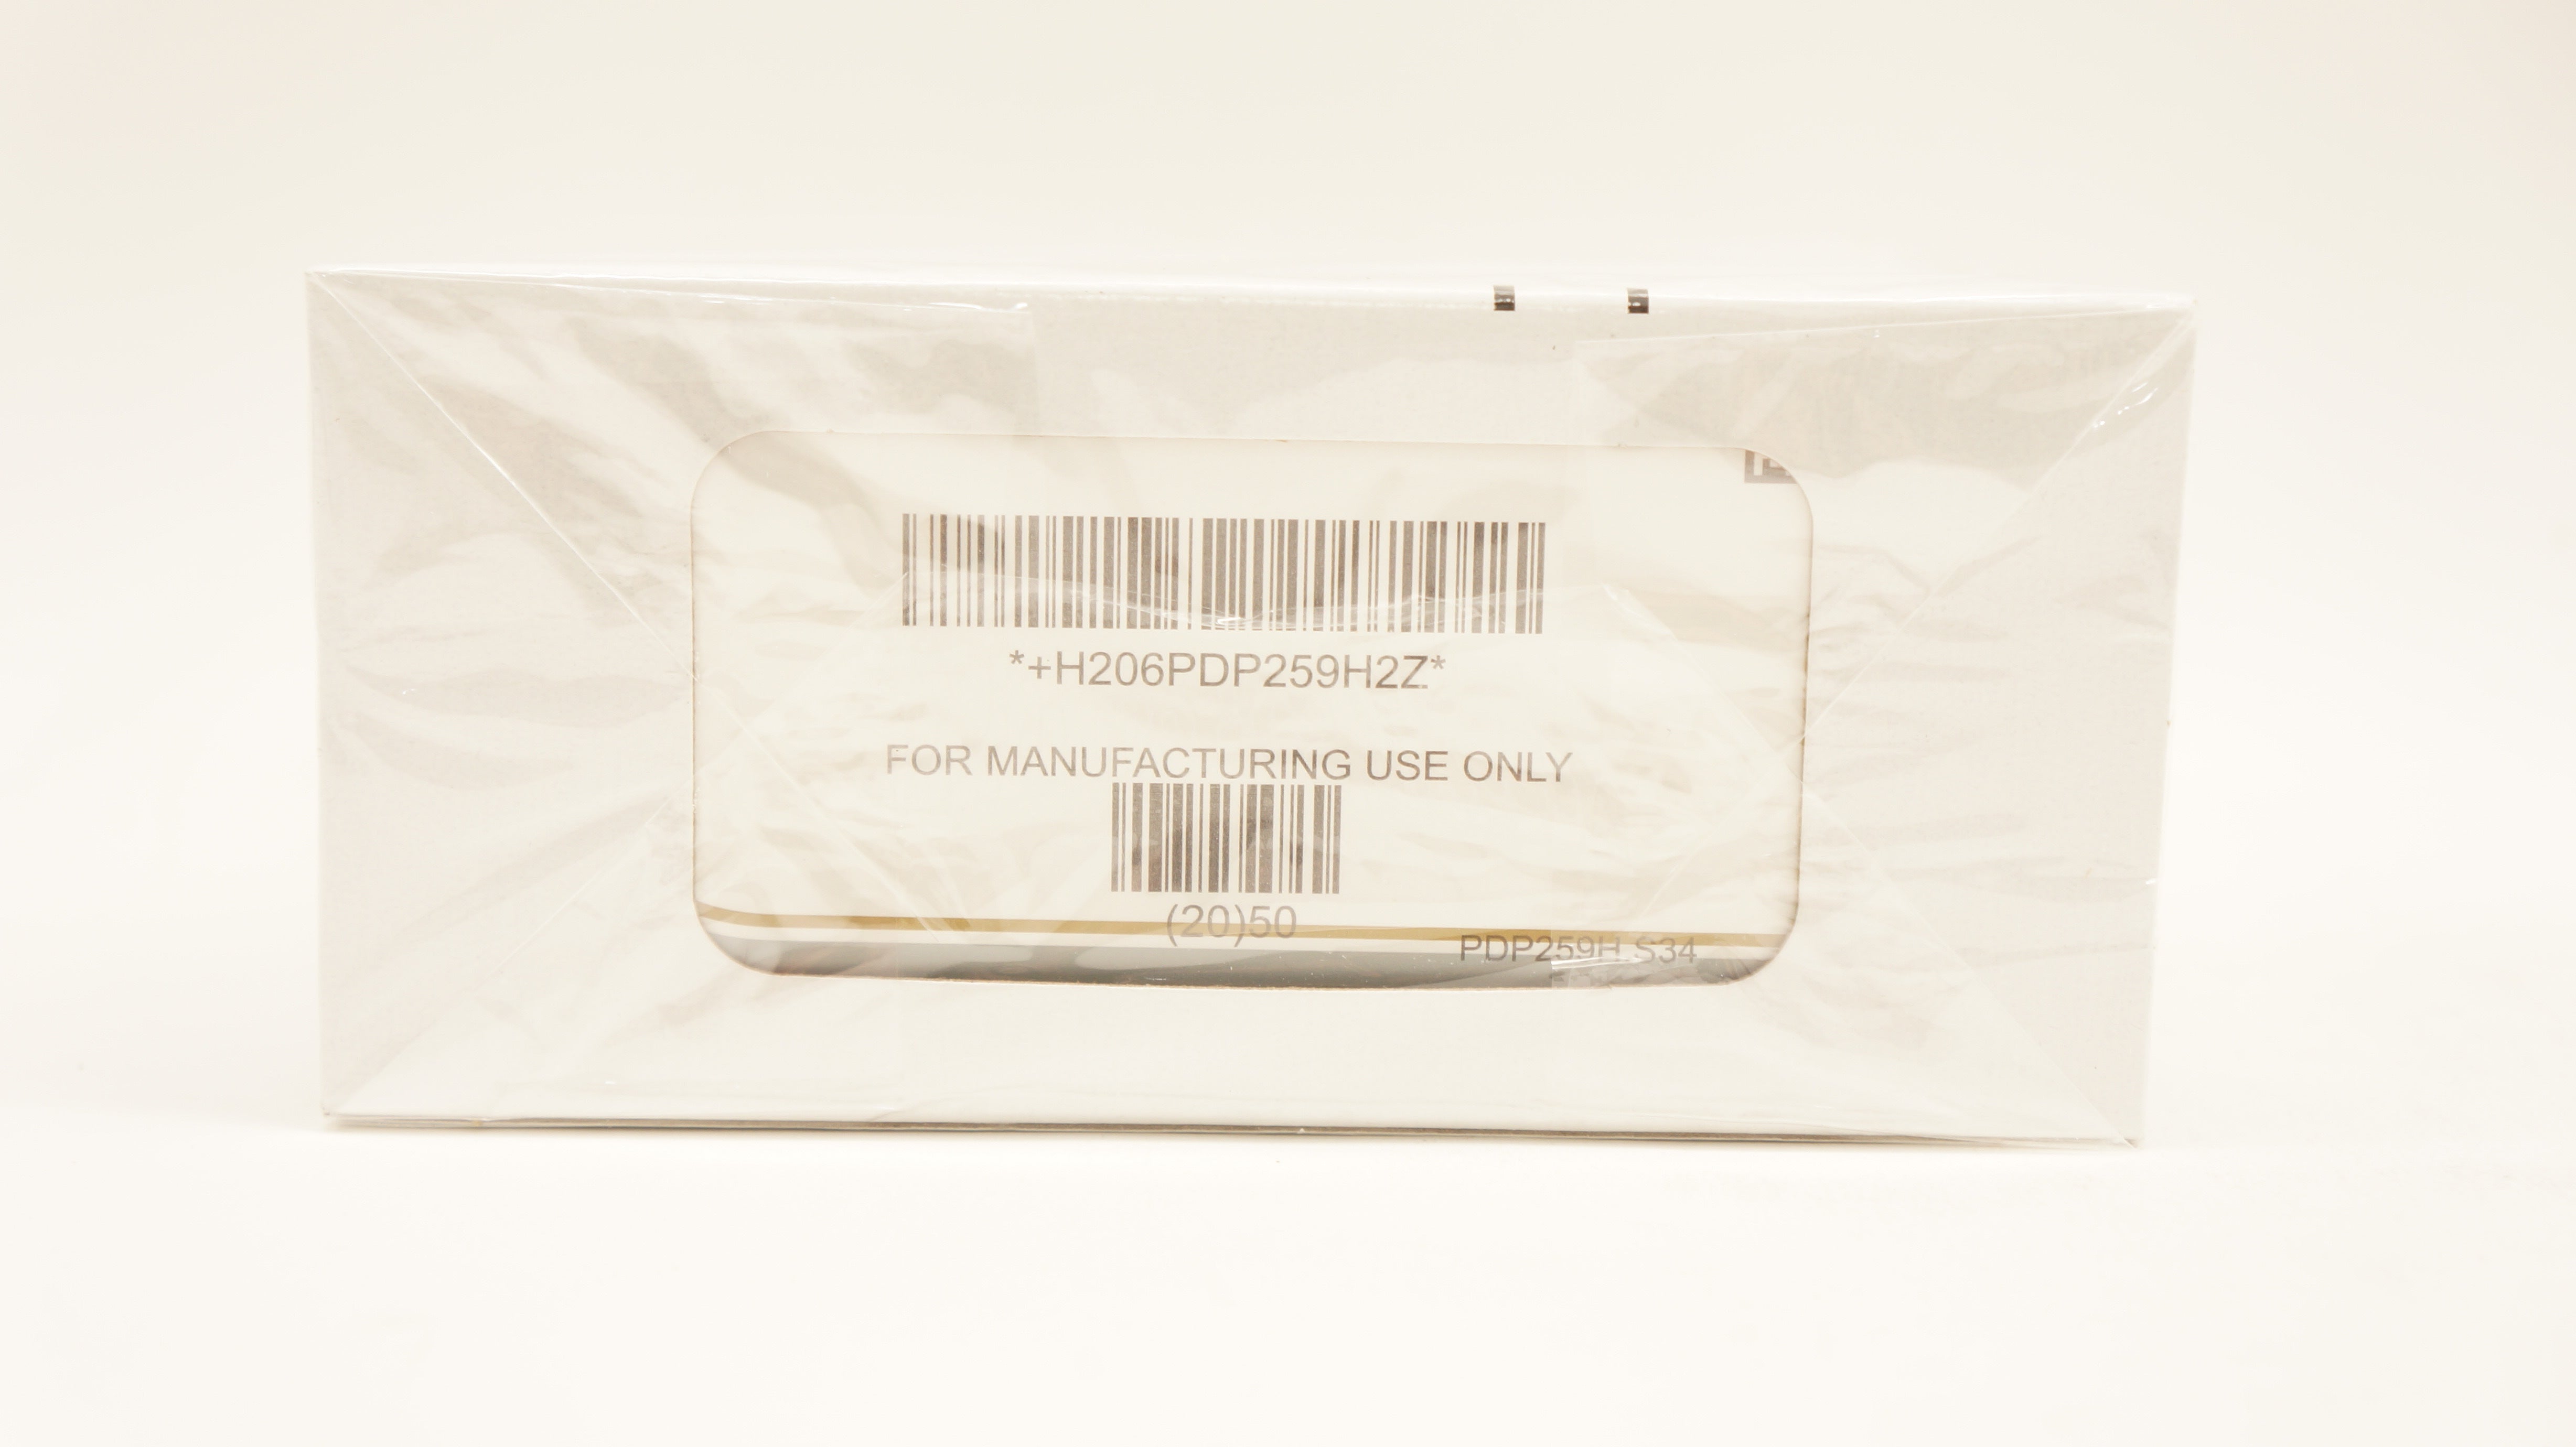 *+H206PDP259H2Z*
FOR MANUFACTURING USE ONLY
(20)50
PDP259H S34